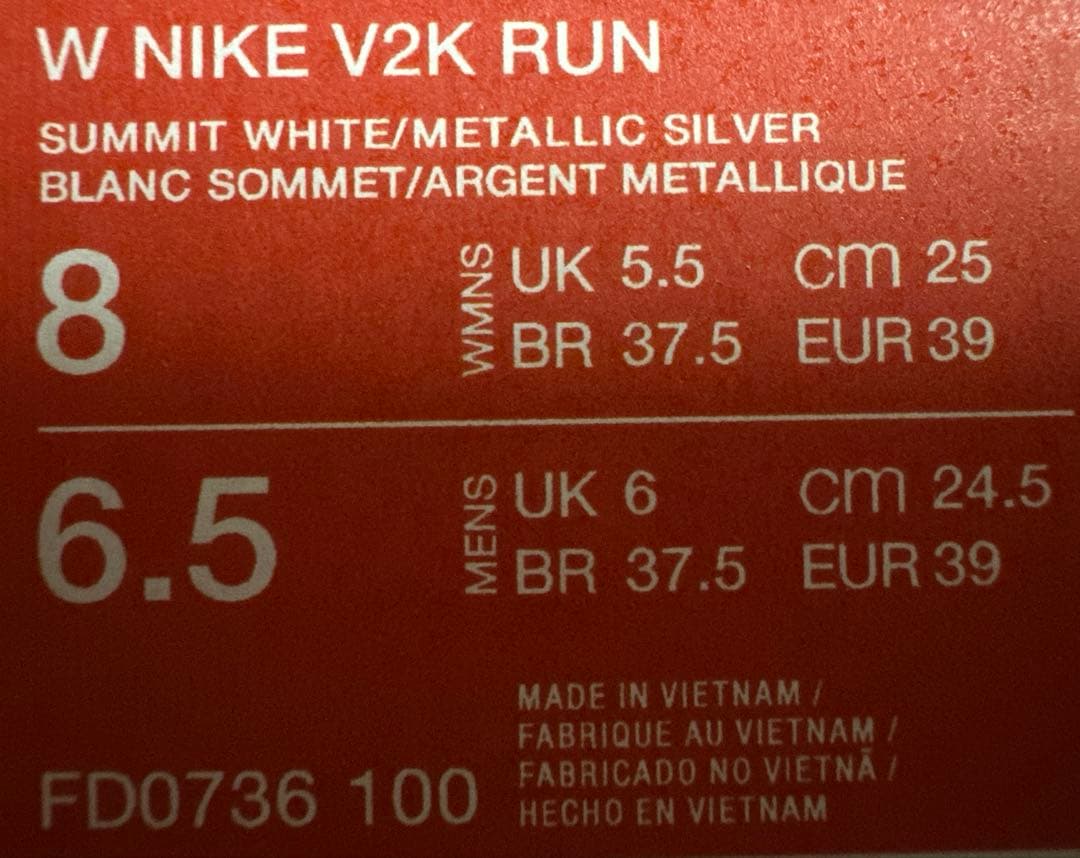 W NIKE V2K RUN
SUMMIT WHITE/METALLIC SILVER
BLANC SOMMET/ARGENT METALLIQUE
8 WMNS UK 5.5 cm 25
BR 37.5 EUR 39
6.5 MENS UK 6 cm 24.5
BR 37.5 EUR 39
MADE IN VIETNAM /
FABRIQUE AU VIETNAM /
FABRICADO NO VIETNÃ /
HECHO EN VIETNAM
FD0736 100